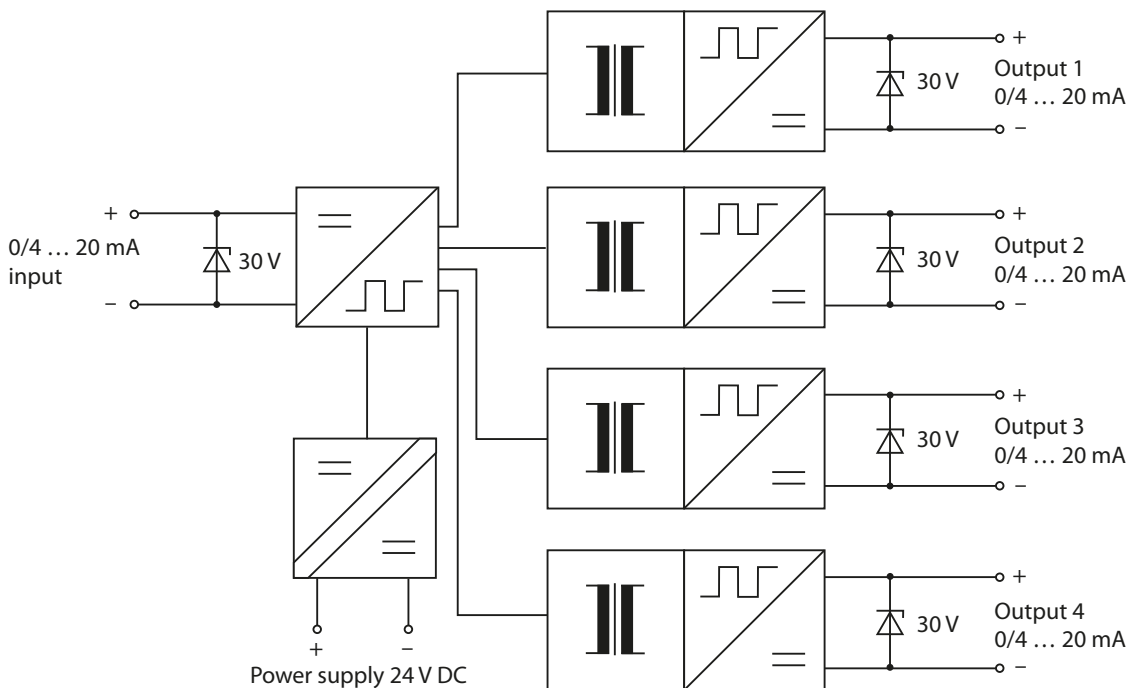 +
Output 1
30 V
0/4 … 20 mA
−
+
0/4 … 20 mA
input
30 V
−
+
Output 2
30 V
0/4 … 20 mA
−
+
Output 3
30 V
0/4 … 20 mA
−
+
Output 4
30 V
0/4 … 20 mA
−
+ −
Power supply 24 V DC